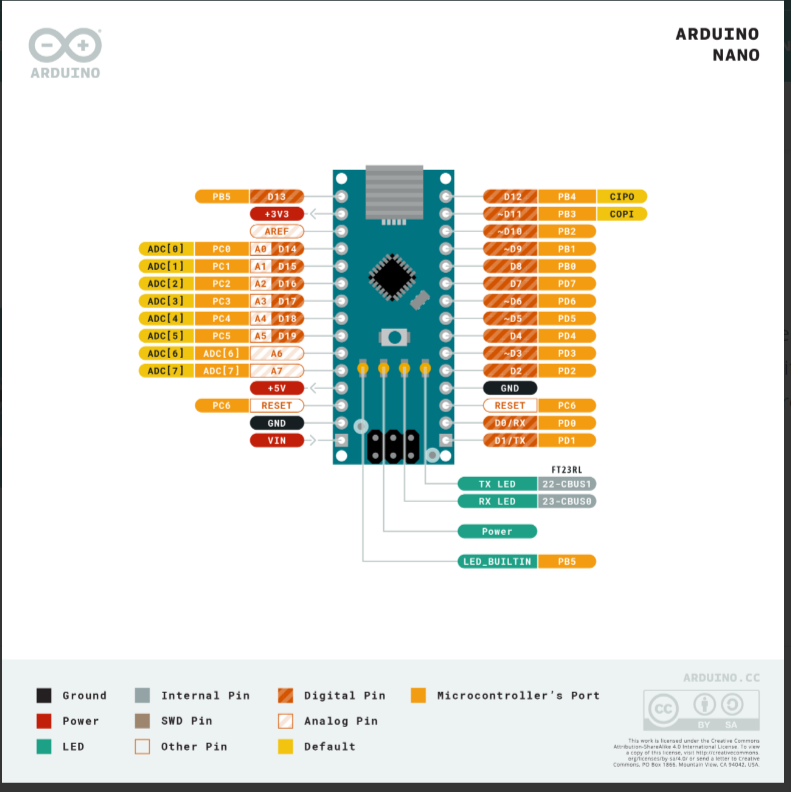 ARDUINO
ARDUINO
NANO
PB5 D13
+3V3
AREF
ADC[0] PC0 A0 D14
ADC[1] PC1 A1 D15
ADC[2] PC2 A2 D16
ADC[3] PC3 A3 D17
ADC[4] PC4 A4 D18
ADC[5] PC5 A5 D19
ADC[6] ADC[6] A6
ADC[7] ADC[7] A7
+5V
PC6 RESET
GND
VIN
D12 PB4 CIPO
~D11 PB3 COPI
~D10 PB2
~D9 PB1
D8 PB0
D7 PD7
~D6 PD6
~D5 PD5
D4 PD4
~D3 PD3
D2 PD2
GND
RESET PC6
D0/RX PD0
D1/TX PD1
FT23RL
TX LED 22-CBUS1
RX LED 23-CBUS0
Power
LED_BUILTIN PB5
Ground
Power
LED
Internal Pin
SWD Pin
Other Pin
Digital Pin
Analog Pin
Default
Microcontroller's Port
ARDUINO.CC
cc
BY SA
This work is licensed under the Creative Commons
Attribution-ShareAlike 4.0 International License. To view
a copy of this license, visit http://creativecommons.
org/licenses/by-sa/4.0/ or send a letter to Creative
Commons, PO Box 1866, Mountain View, CA 94042, USA.